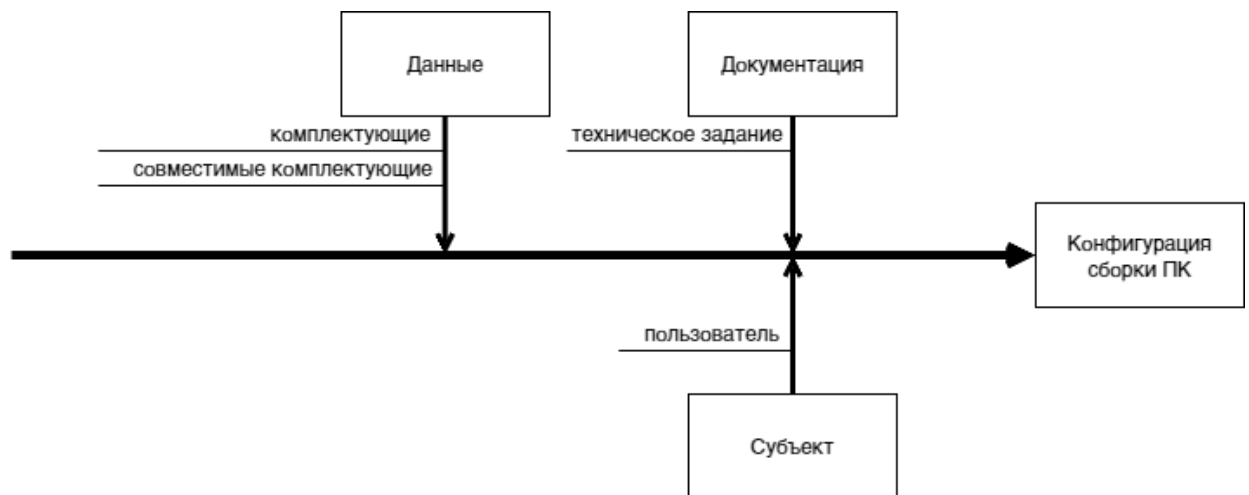 Данные
Документация
комплектующие
техническое задание
совместимые комплектующие
Конфигурация
сборки ПК
пользователь
Субъект